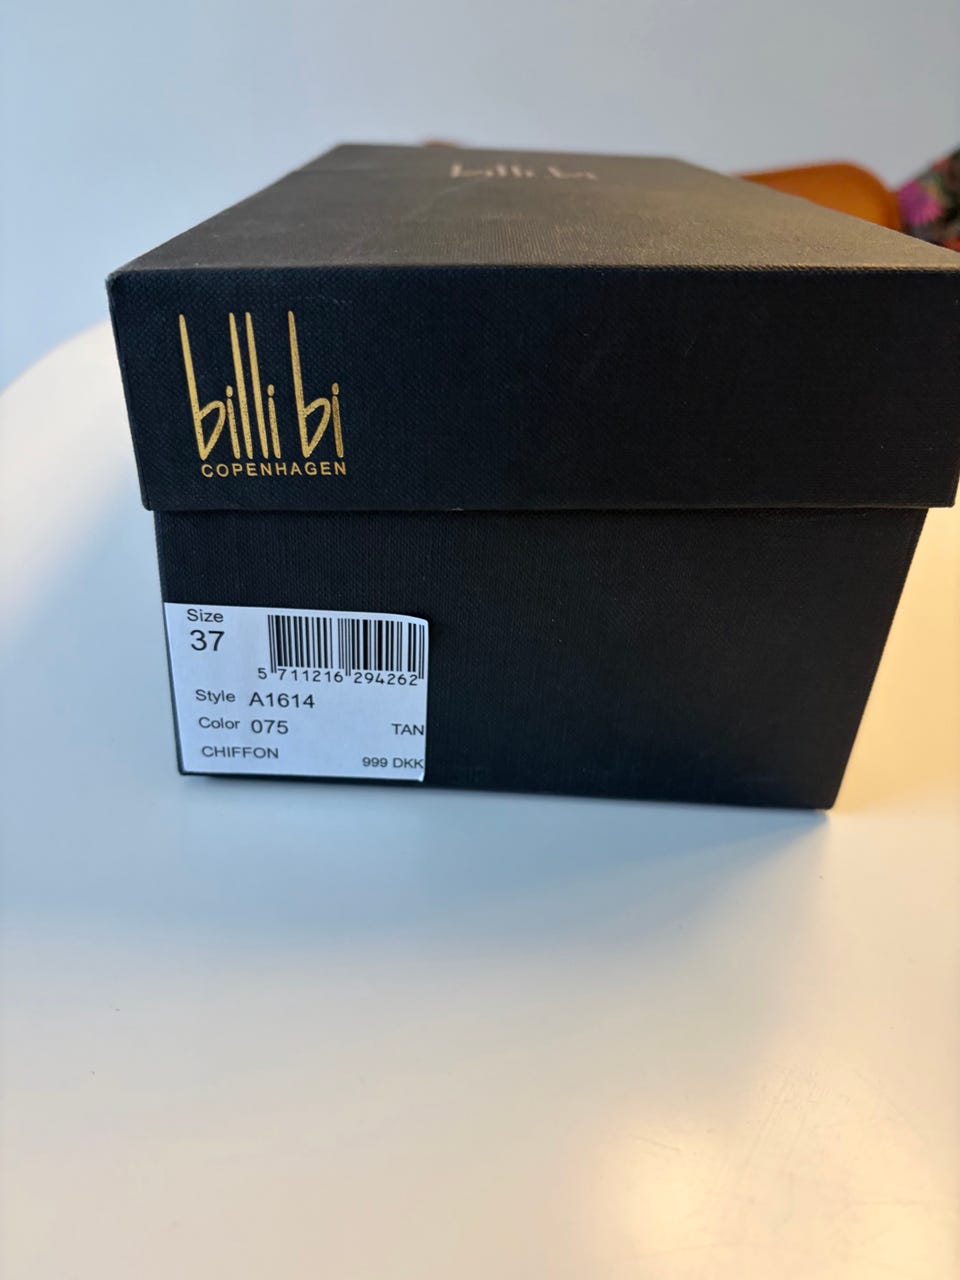 billi bi
billi bi
COPENHAGEN
Size
37
5 711216 294262
Style A1614
Color 075 TAN
CHIFFON 999 DKK